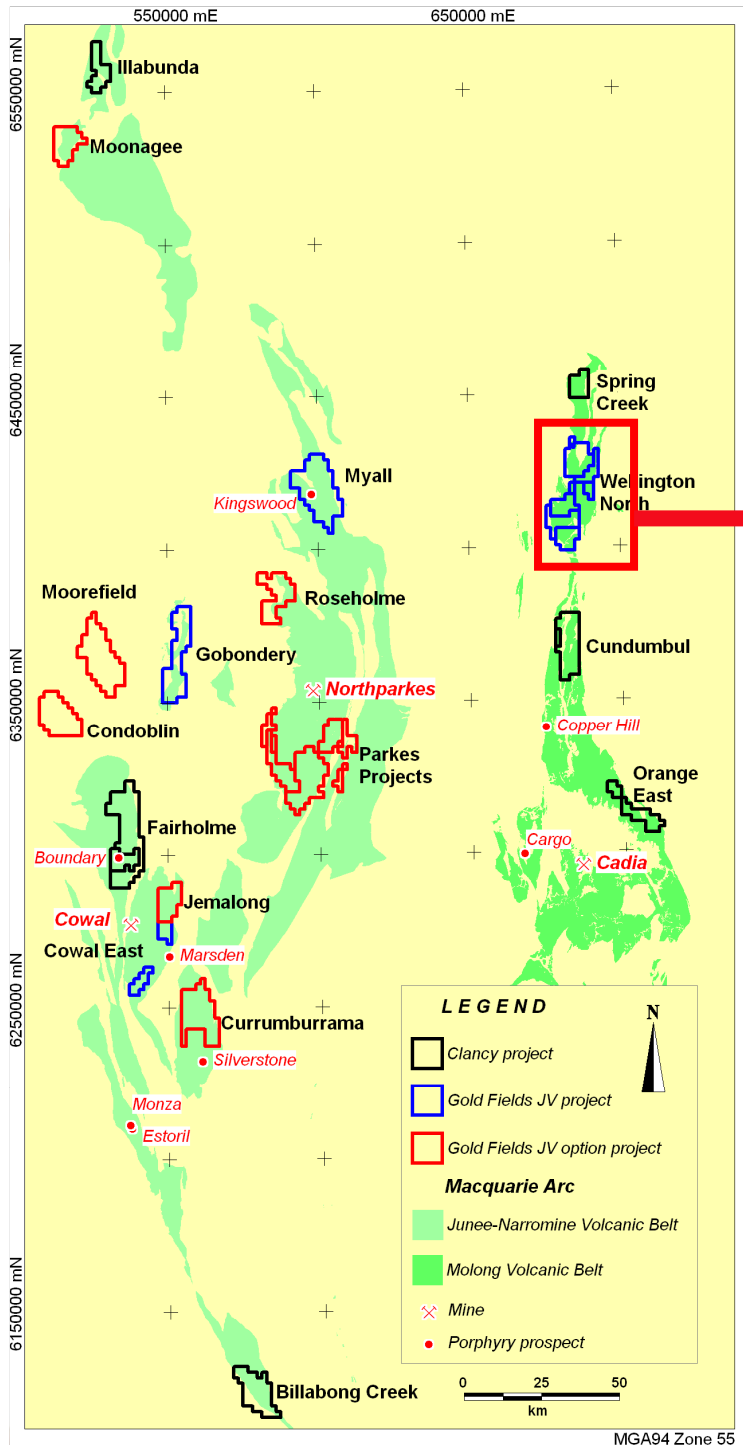 550000 mE
650000 mE
6550000 mN
Illabunda
Moonagee
6450000 mN
Spring
Creek
Myall
Kingswood
Wellington
North
Moorefield
Roseholme
Gobondery
Cundumbul
6350000 mN
Northparkes
Condoblin
Copper Hill
Parkes
Projects
Orange
East
Fairholme
Boundary
Cargo
Cadia
Jemalong
Cowal
Cowal East
Marsden
6250000 mN
Currumburrama
Silverstone
Monza
Estoril
LEGEND
N
Clancy project
Gold Fields JV project
Gold Fields JV option project
Macquarie Arc
Junee-Narromine Volcanic Belt
Molong Volcanic Belt
Mine
Porphyry prospect
6150000 mN
Billabong Creek
0 25 50
km
MGA94 Zone 55